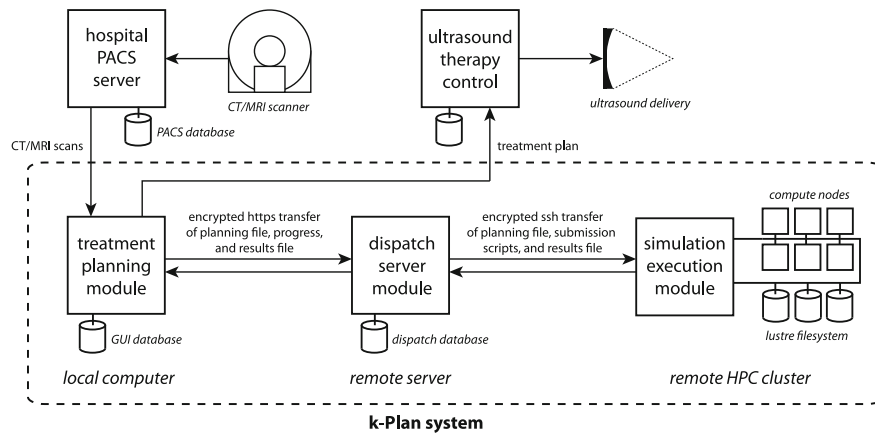 hospital
PACS
server
CT/MRI scanner
PACS database
ultrasound
therapy
control
ultrasound delivery
CT/MRI scans
treatment plan
treatment
planning
module
GUI database
local computer
encrypted https transfer
of planning file, progress,
and results file
dispatch
server
module
dispatch database
remote server
encrypted ssh transfer
of planning file, submission
scripts, and results file
simulation
execution
module
compute nodes
lustre filesystem
remote HPC cluster
k-Plan system